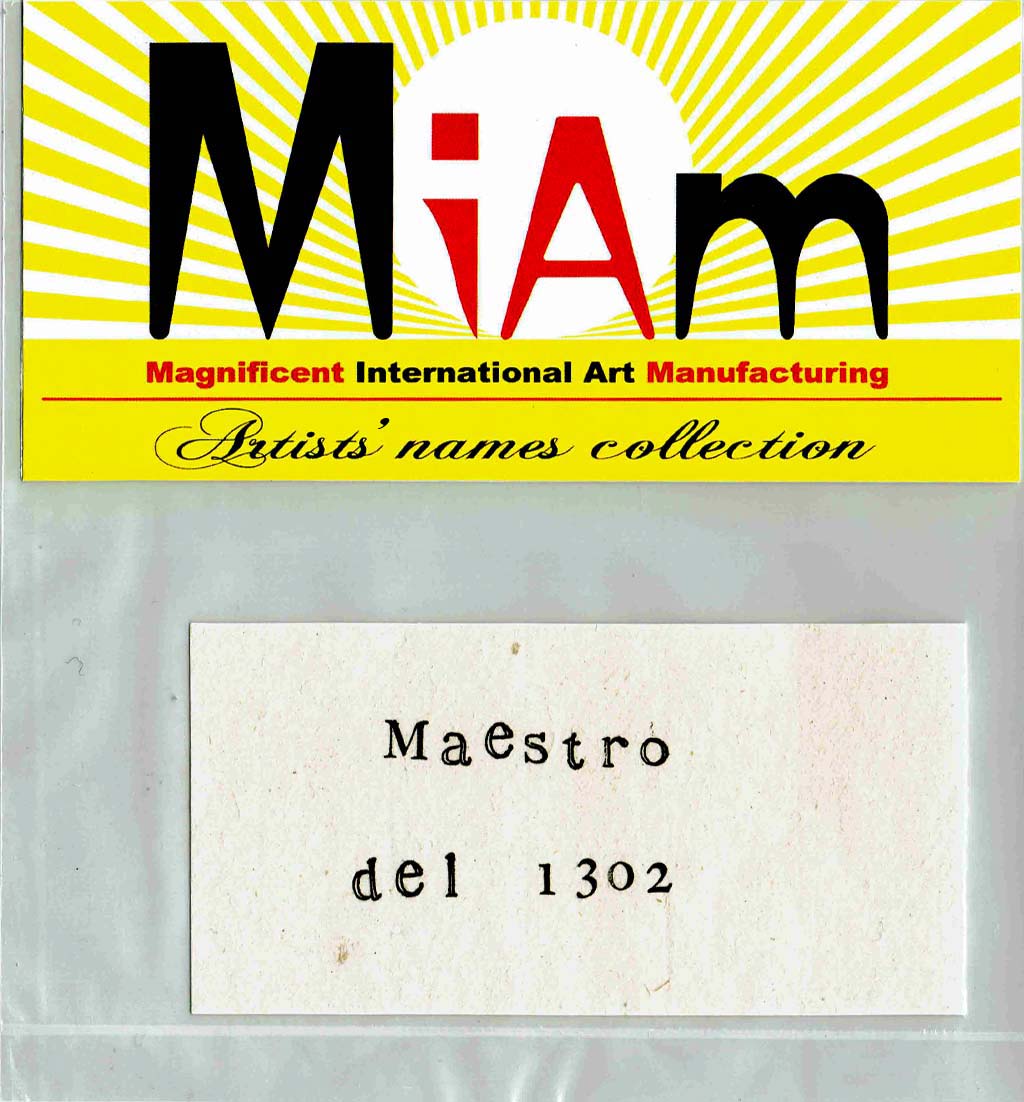 MiAm
Magnificent International Art Manufacturing
Artists' names collection
Maestro
del 1302